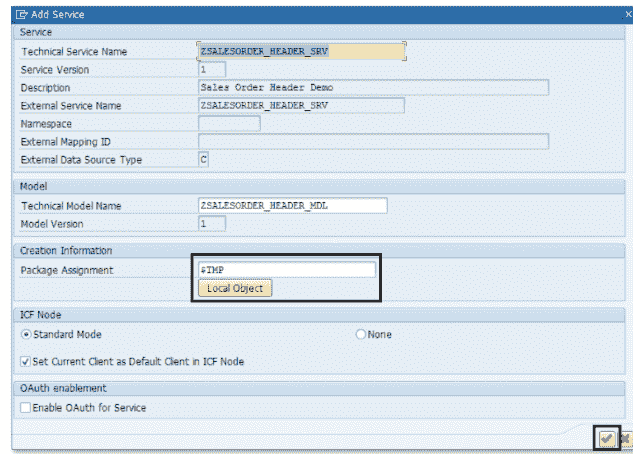 Add Service
Service
Technical Service Name ZSALESORDER_HEADER_SRV
Service Version 1
Description Sales Order Header Demo
External Service Name ZSALESORDER_HEADER_SRV
Namespace
External Mapping ID
External Data Source Type C
Model
Technical Model Name ZSALESORDER_HEADER_MDL
Model Version 1
Creation Information
Package Assignment $TMP
Local Object
ICF Node
Standard Mode None
Set Current Client as Default Client in ICF Node
OAuth enablement
Enable OAuth for Service